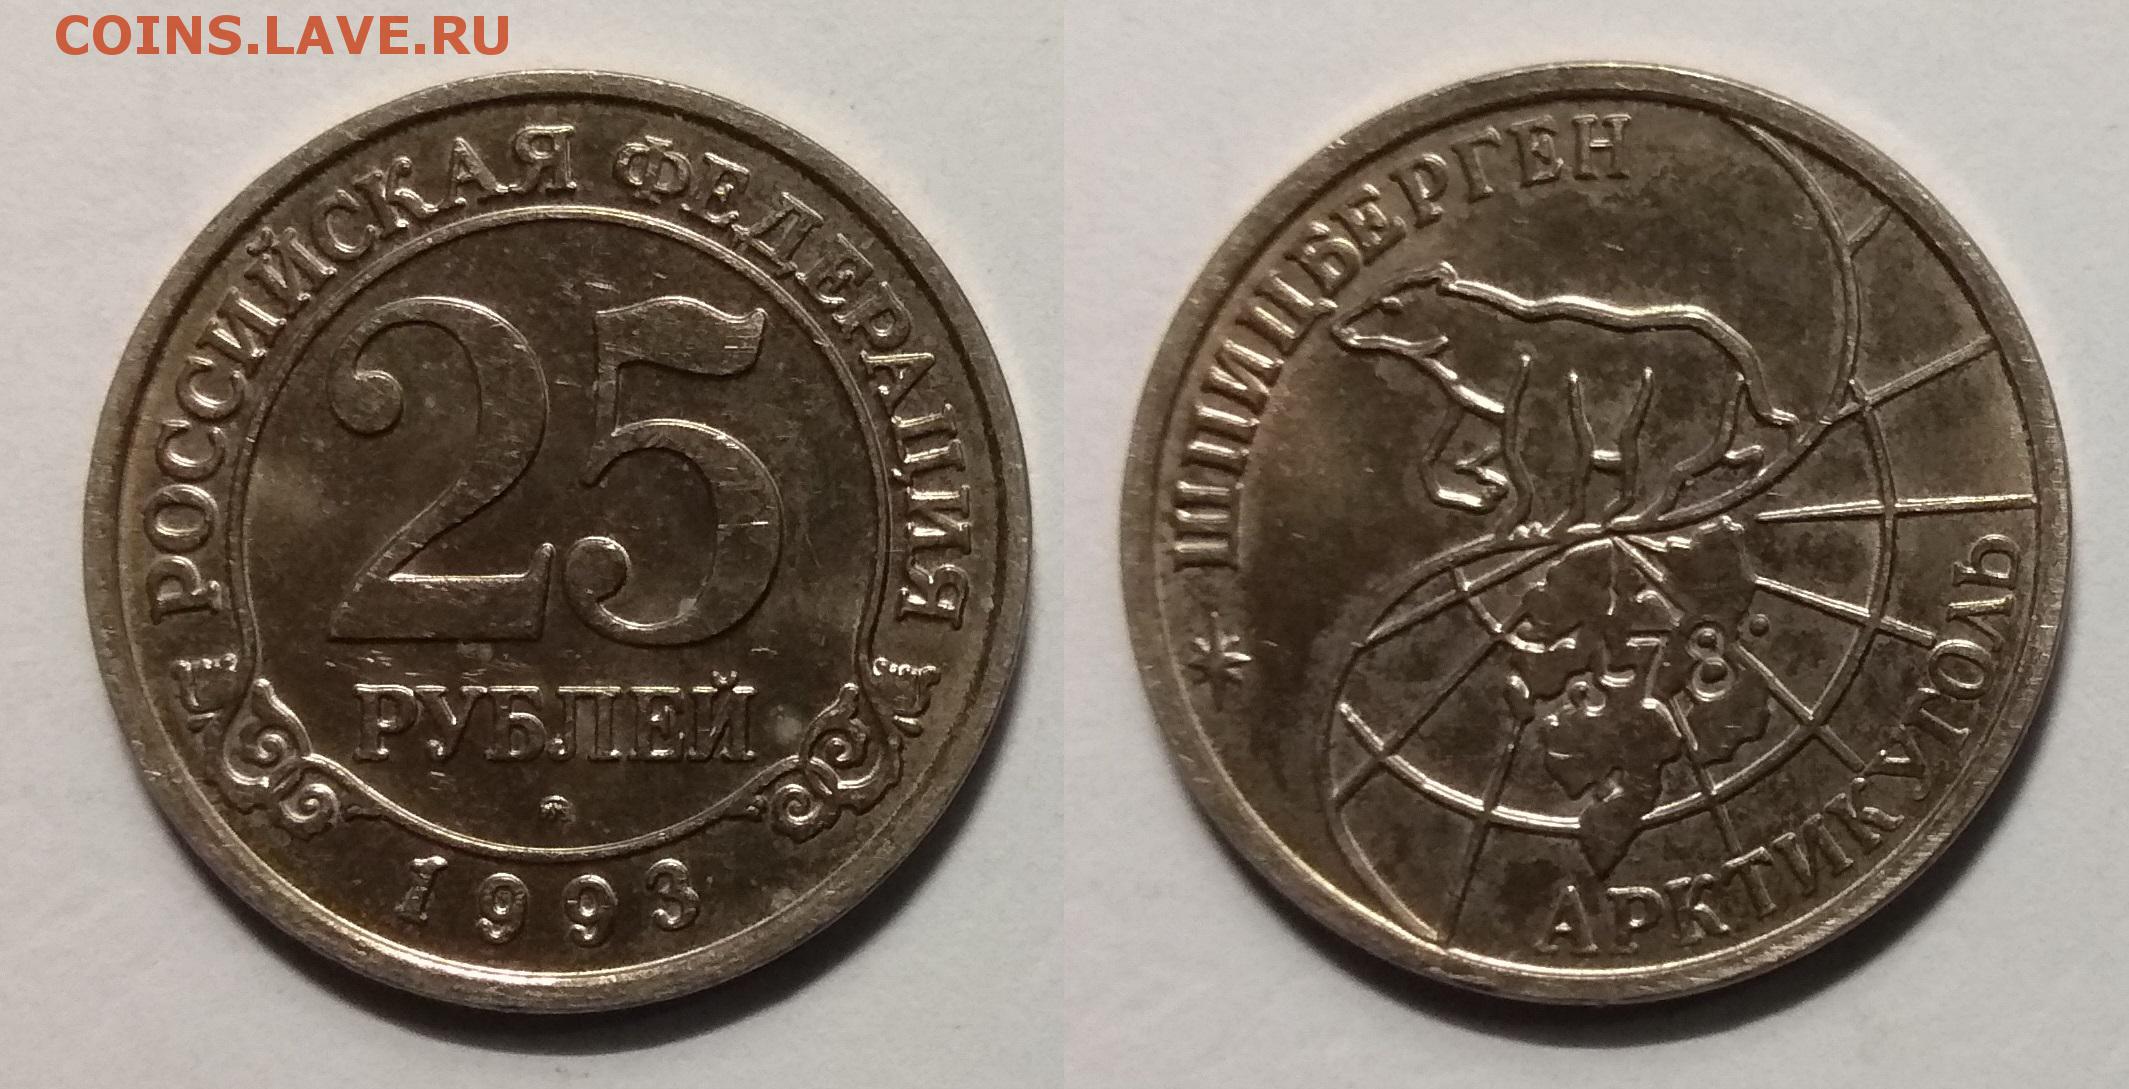 COINS.LAVE.RU
РОССИЙСКАЯ ФЕДЕРАЦИЯ
25
РУБЛЕЙ
1993
ШПИЦБЕРГЕН
78°
АРКТИКУГОЛЬ